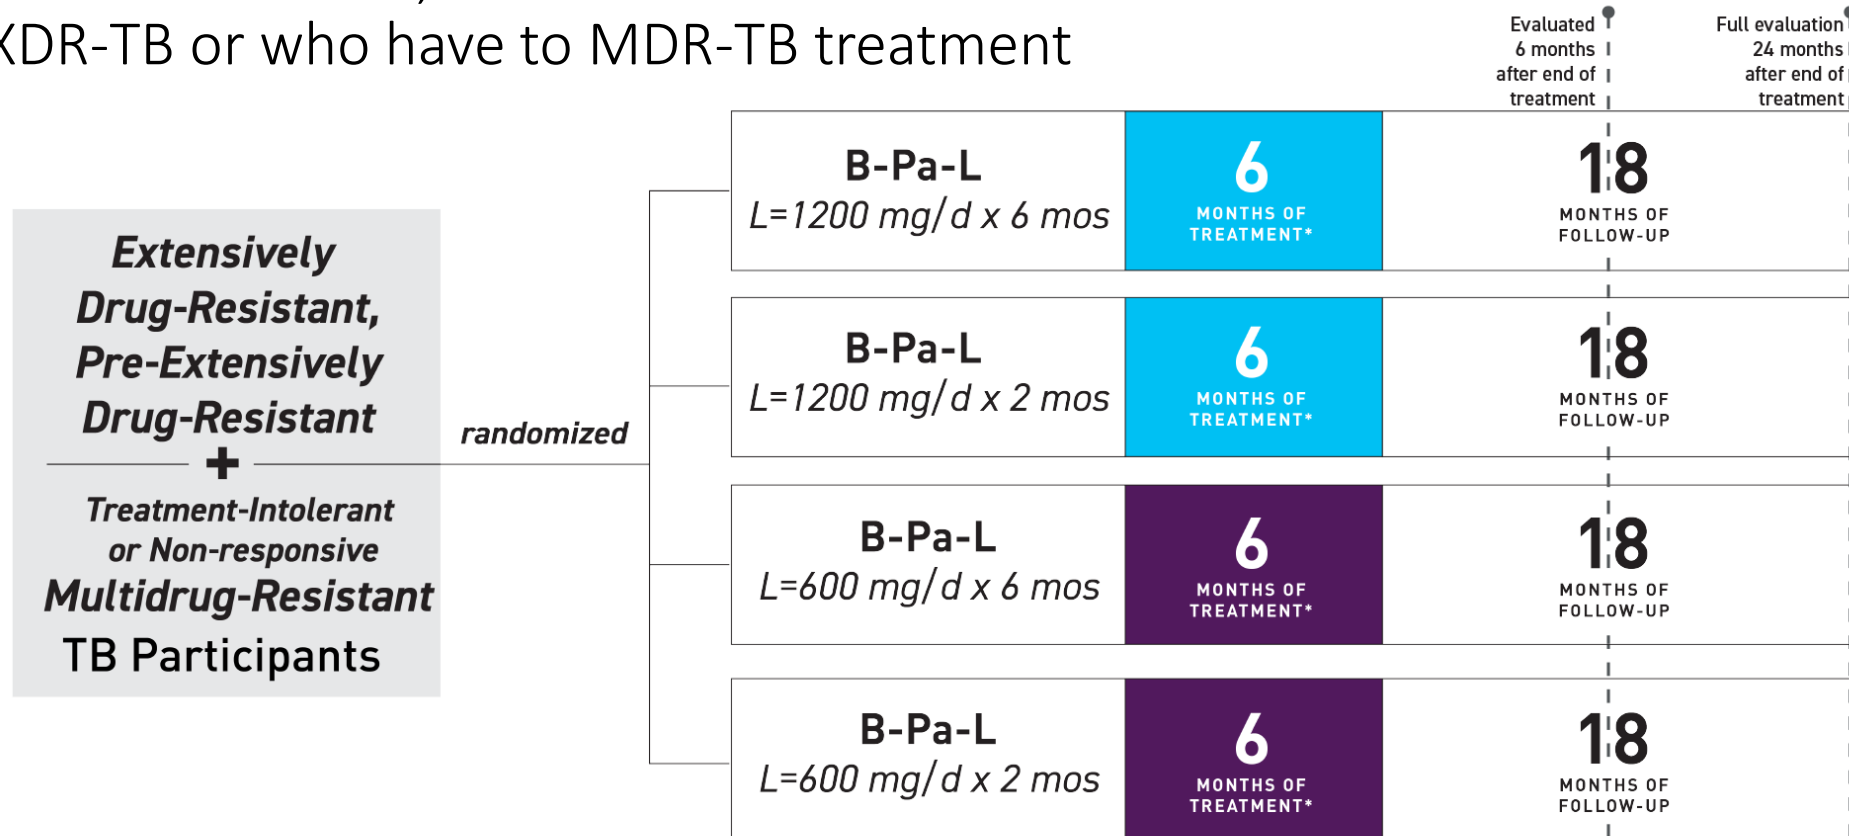 XDR-TB or who have to MDR-TB treatment
Evaluated
6 months
after end of
treatment
Full evaluation
24 months
after end of
treatment
Extensively
Drug-Resistant,
Pre-Extensively
Drug-Resistant
+
Treatment-Intolerant
or Non-responsive
Multidrug-Resistant
TB Participants
randomized
B-Pa-L
L=1200 mg/d x 6 mos
6
MONTHS OF
TREATMENT*
18
MONTHS OF
FOLLOW-UP
B-Pa-L
L=1200 mg/d x 2 mos
6
MONTHS OF
TREATMENT*
18
MONTHS OF
FOLLOW-UP
B-Pa-L
L=600 mg/d x 6 mos
6
MONTHS OF
TREATMENT*
18
MONTHS OF
FOLLOW-UP
B-Pa-L
L=600 mg/d x 2 mos
6
MONTHS OF
TREATMENT*
18
MONTHS OF
FOLLOW-UP